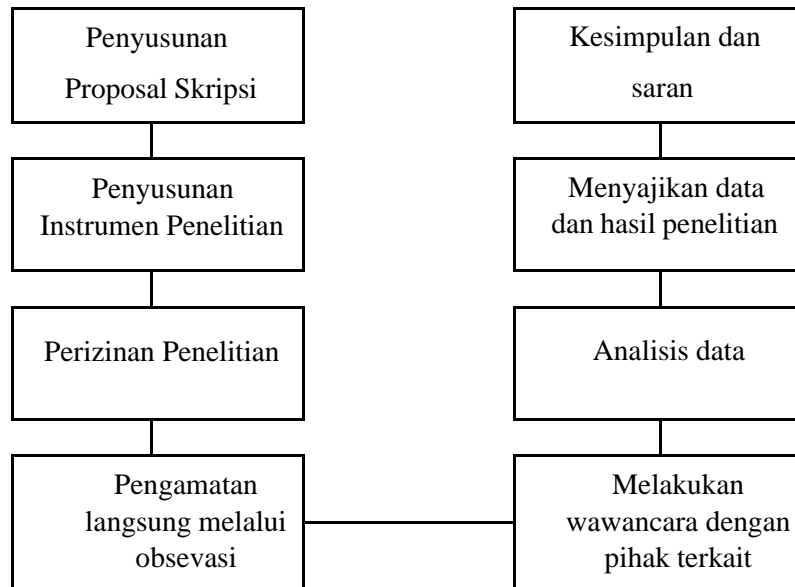 Penyusunan
Proposal Skripsi
Penyusunan
Instrumen Penelitian
Perizinan Penelitian
Pengamatan
langsung melalui
obsevasi
Melakukan
wawancara dengan
pihak terkait
Analisis data
Menyajikan data
dan hasil penelitian
Kesimpulan dan
saran